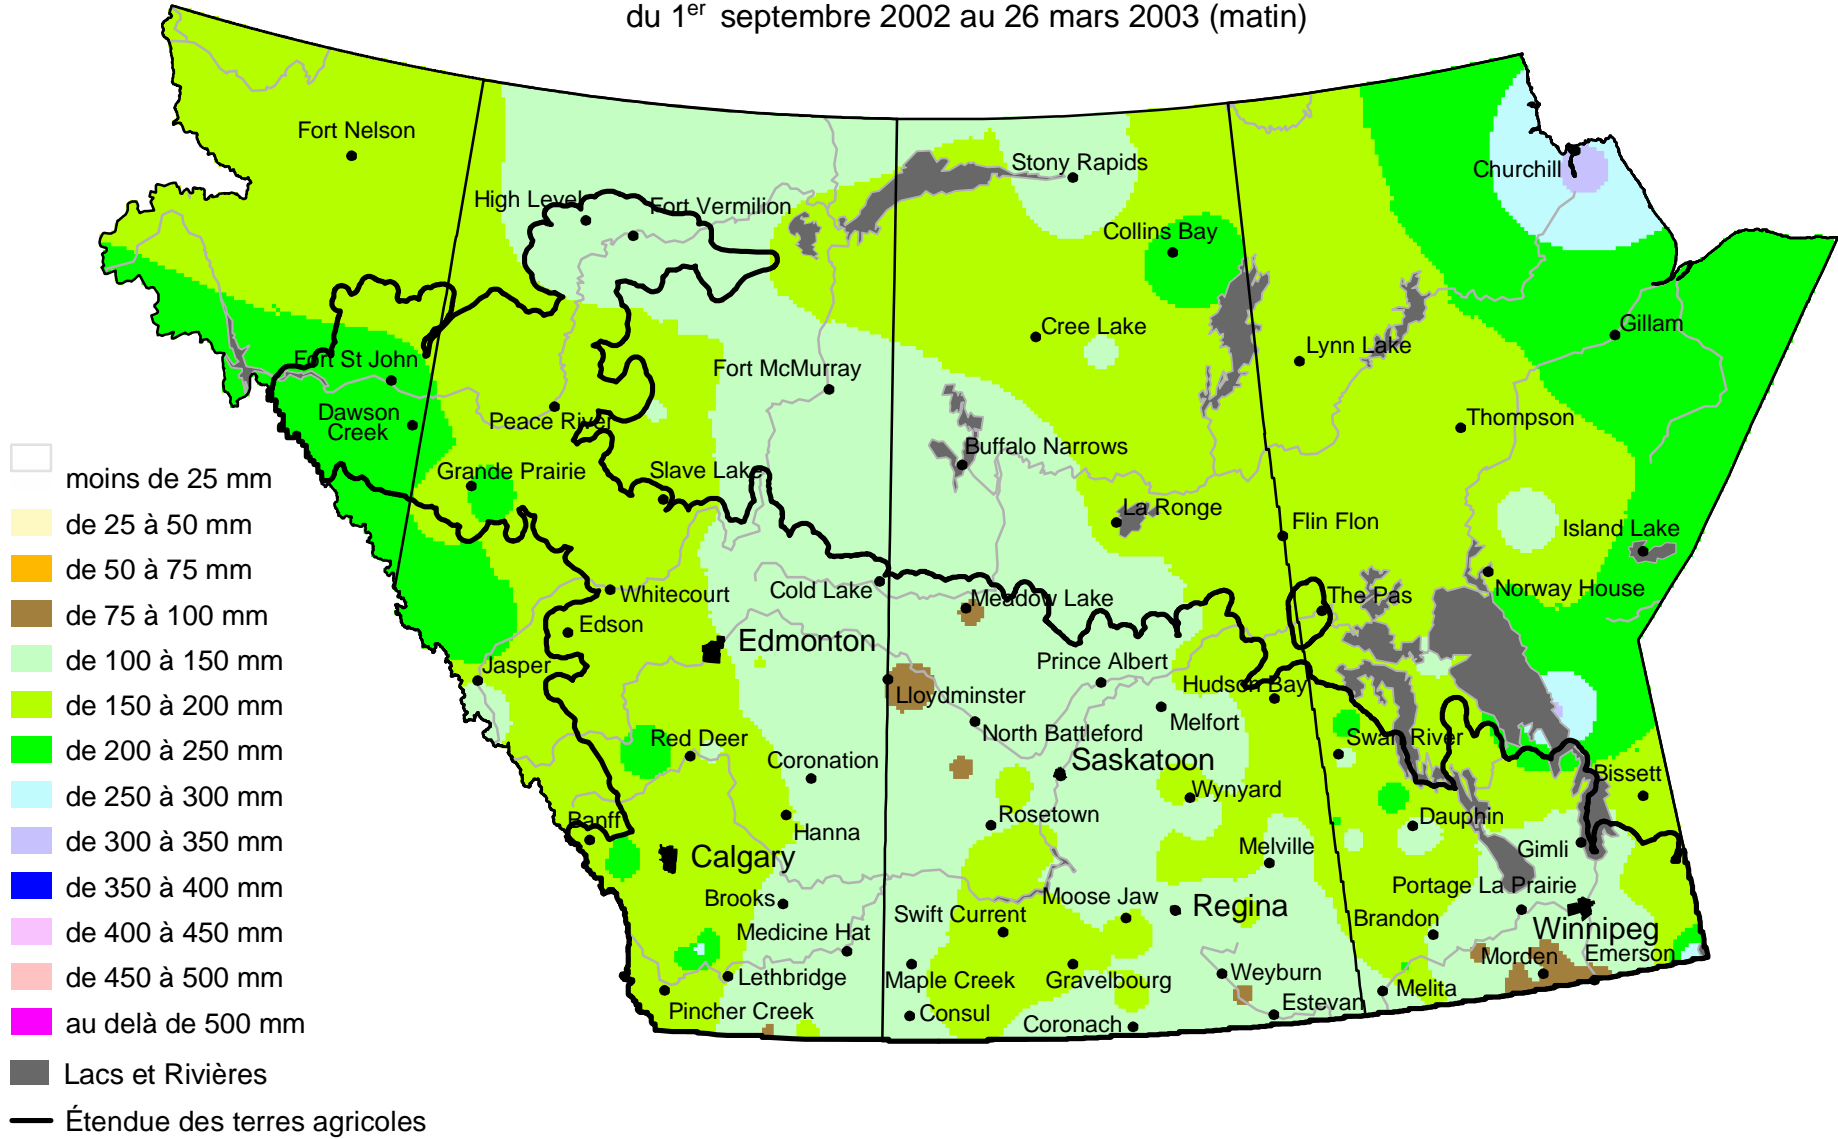 du 1er septembre 2002 au 26 mars 2003 (matin)
Fort Nelson
Stony Rapids
Churchill
High Level
Fort Vermilion
Collins Bay
Cree Lake
Gillam
Lynn Lake
Fort St John
Fort McMurray
Peace River
Dawson
Creek
Thompson
Buffalo Narrows
Grande Prairie
Slave Lake
La Ronge
Flin Flon
Island Lake
Whitecourt
Cold Lake
Meadow Lake
The Pas
Norway House
Edson
Edmonton
Jasper
Prince Albert
Hudson Bay
Lloydminster
Melfort
North Battleford
Red Deer
Swan River
Coronation
Saskatoon
Bissett
Wynyard
Banff
Hanna
Rosetown
Dauphin
Calgary
Melville
Gimli
Brooks
Moose Jaw
Portage La Prairie
Swift Current
Regina
Brandon
Winnipeg
Medicine Hat
Emerson
Morden
Lethbridge
Maple Creek
Gravelbourg
Weyburn
Melita
Pincher Creek
Consul
Coronach
Estevan
moins de 25 mm
de 25 à 50 mm
de 50 à 75 mm
de 75 à 100 mm
de 100 à 150 mm
de 150 à 200 mm
de 200 à 250 mm
de 250 à 300 mm
de 300 à 350 mm
de 350 à 400 mm
de 400 à 450 mm
de 450 à 500 mm
au delà de 500 mm
Lacs et Rivières
Étendue des terres agricoles